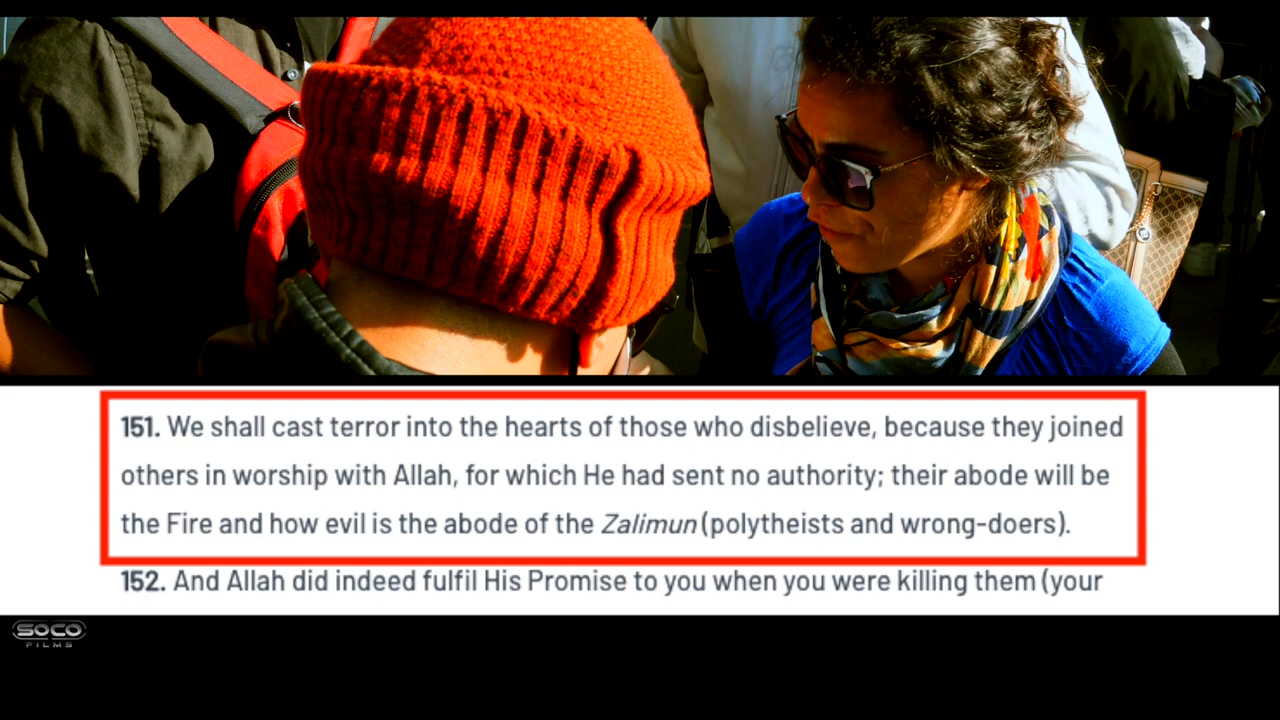 151. We shall cast terror into the hearts of those who disbelieve, because they joined
others in worship with Allah, for which He had sent no authority; their abode will be
the Fire and how evil is the abode of the Zalimun (polytheists and wrong-doers).
152. And Allah did indeed fulfil His Promise to you when you were killing them (your
SOCO
FILMS